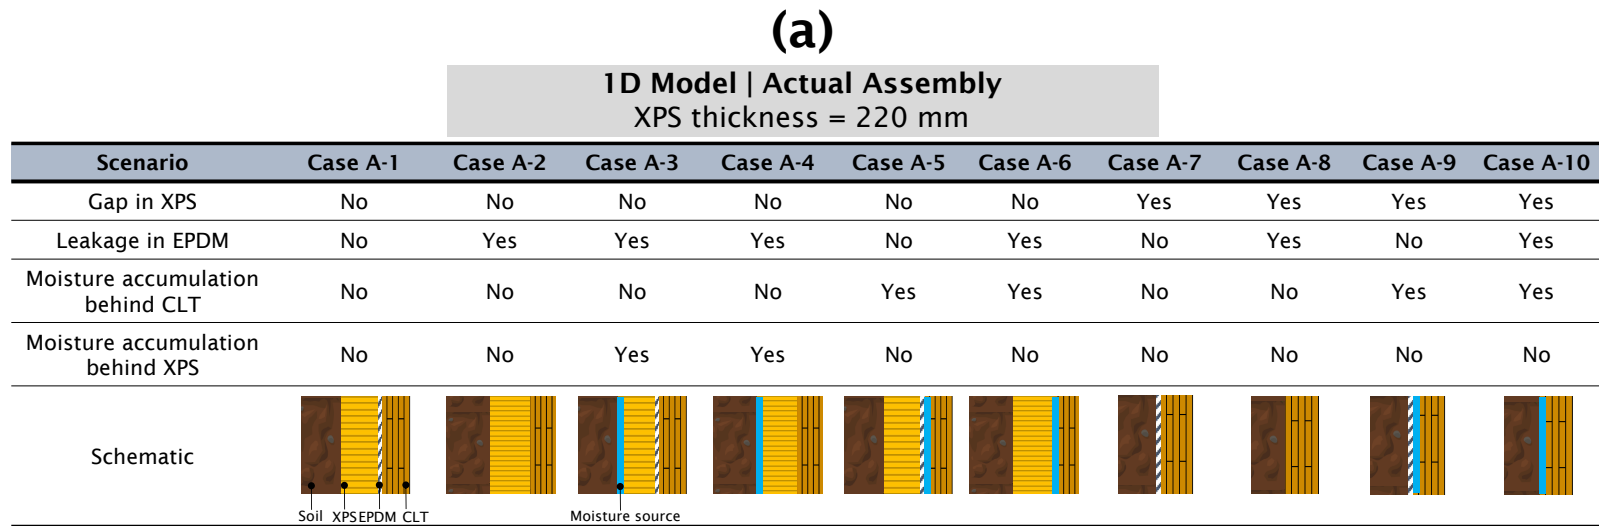 (a)
1D Model | Actual Assembly
XPS thickness = 220 mm
Scenario Case A-1 Case A-2 Case A-3 Case A-4 Case A-5 Case A-6 Case A-7 Case A-8 Case A-9 Case A-10
Gap in XPS No No No No No No Yes Yes Yes Yes
Leakage in EPDM No Yes Yes Yes No Yes No Yes No Yes
Moisture accumulation
behind CLT No No No No Yes Yes No No Yes Yes
Moisture accumulation
behind XPS No No Yes Yes No No No No No No
Schematic
Soil XPS EPDM CLT Moisture source